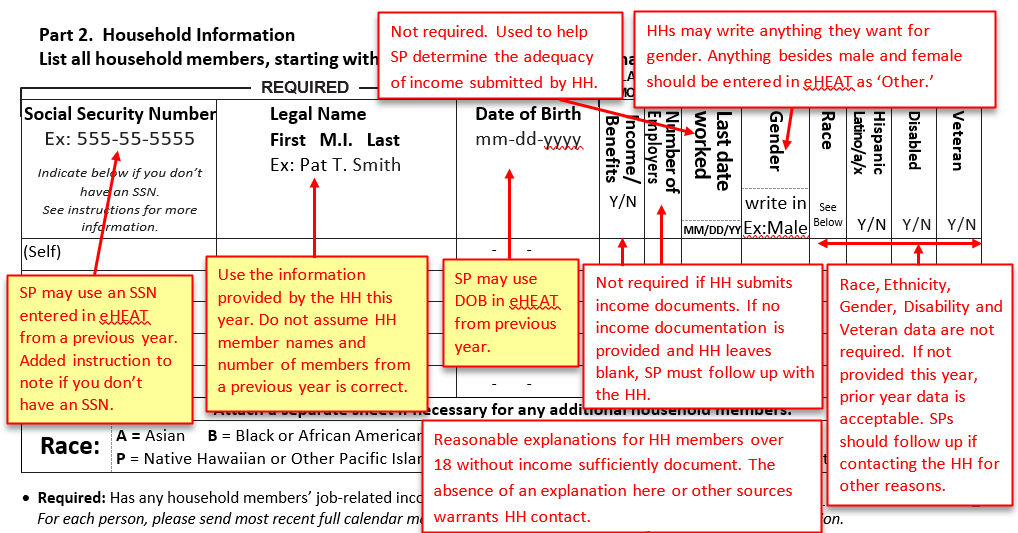 Part 2.  Household Information
List all household members, starting with
REQUIRED
Not required. Used to help
SP determine the adequacy
of income submitted by HH.
HHs may write anything they want for
gender. Anything besides male and female
should be entered in eHEAT as ‘Other.’
Social Security Number
Ex: 555-55-5555
Indicate below if you don’t
have an SSN.
See instructions for more
information.
Legal Name
First   M.I.   Last
Ex: Pat T. Smith
Date of Birth
mm-dd-yyyy
Income/
Benefits
Y/N
Number of
Employers
Last date
worked
MM/DD/YY
Gender
write in
Ex:Male
Race
See
Below
Hispanic
Latino/a/x
Y/N
Disabled
Y/N
Veteran
Y/N
(Self)
- -
SP may use an SSN
entered in eHEAT
from a previous year.
Added instruction to
note if you don’t
have an SSN.
Use the information
provided by the HH this
year. Do not assume HH
member names and
number of members from
a previous year is correct.
SP may use
DOB in eHEAT
from previous
year.
Not required if HH submits
income documents. If no
income documentation is
provided and HH leaves
blank, SP must follow up with
the HH.
Race, Ethnicity,
Gender, Disability and
Veteran data are not
required.  If not
provided this year,
prior year data is
acceptable. SPs
should follow up if
contacting the HH for
other reasons.
- -
Attach a separate sheet if necessary for any additional household members.
Race:
A = Asian     B = Black or African American
P = Native Hawaiian or Other Pacific
Reasonable explanations for HH members over
18 without income sufficiently document. The
absence of an explanation here or other sources
warrants HH contact.
• Required: Has any household members’ job-related
For each person, please send most recent full calendar